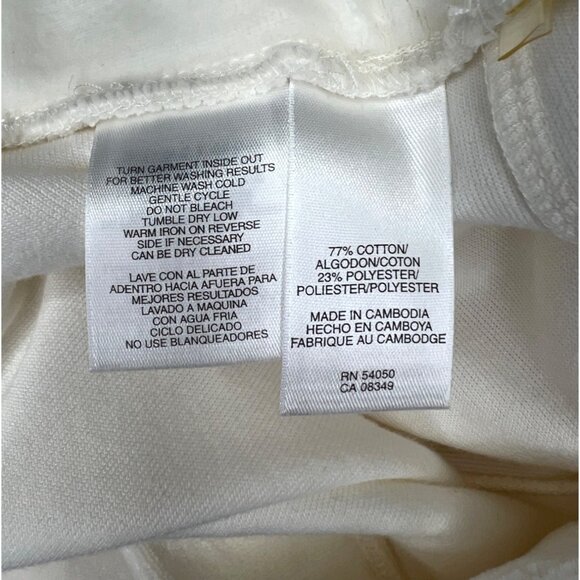 TURN GARMENT INSIDE OUT
FOR BETTER WASHING RESULTS
MACHINE WASH COLD
GENTLE CYCLE
DO NOT BLEACH
TUMBLE DRY LOW
WARM IRON ON REVERSE
SIDE IF NECESSARY
CAN BE DRY CLEANED
LAVE CON AL PARTE DE
ADENTRO HACIA AFUERA PARA
MEJORES RESULTADOS
LAVADO A MAQUINA
CON AGUA FRIA
CICLO DELICADO
NO USE BLANQUEADORES
77% COTTON/
ALGODON/COTON
23% POLYESTER/
POLIESTER/POLYESTER
MADE IN CAMBODIA
HECHO EN CAMBOYA
FABRIQUE AU CAMBODGE
RN 54050
CA 08349